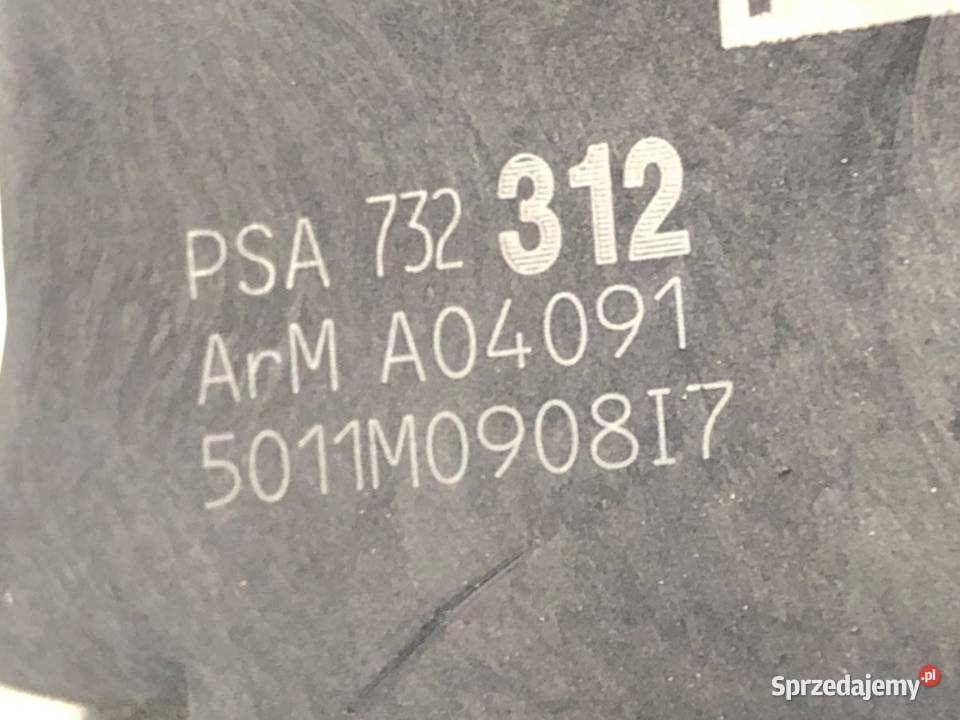 PSA 732 312
ArM A04091
5011M0908I7
Sprzedajemy.pl